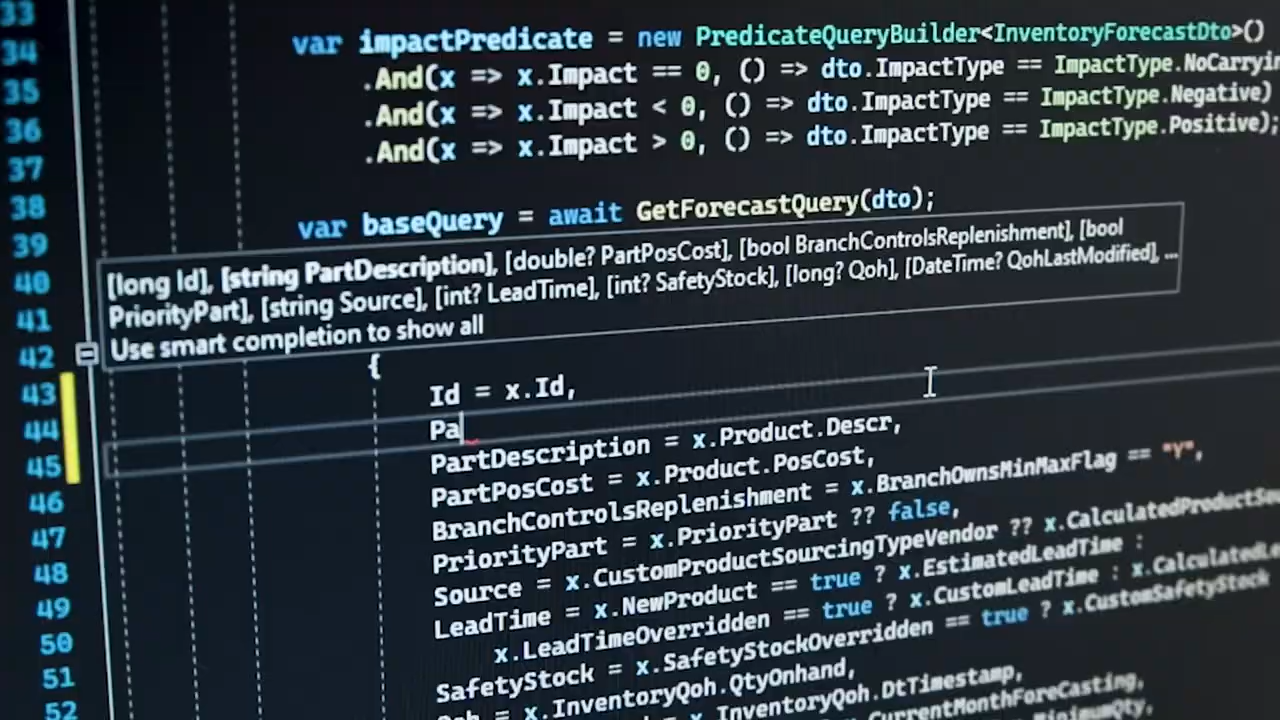 33
34 var impactPredicate = new PredicateQueryBuilder<InventoryForecastDto>()
35 .And(x => x.Impact == 0, () => dto.ImpactType == ImpactType.NoCarryin
36 .And(x => x.Impact < 0, () => dto.ImpactType == ImpactType.Negative)
37 .And(x => x.Impact > 0, () => dto.ImpactType == ImpactType.Positive);
38
39 var baseQuery = await GetForecastQuery(dto);
40 [long Id], [string PartDescription], [double? PartPosCost], [bool BranchControlsReplenishment], [bool
41 PriorityPart], [string Source], [int? LeadTime], [int? SafetyStock], [long? Qoh], [DateTime? QohLastModified], ...
42 Use smart completion to show all
43 {
44 Id = x.Id,
45 Pa
46 PartDescription = x.Product.Descr,
47 PartPosCost = x.Product.PosCost,
48 BranchControlsReplenishment = x.BranchOwnsMinMaxFlag == "Y",
49 PriorityPart = x.PriorityPart ?? false,
50 Source = x.CustomProductSourcingTypeVendor ?? x.CalculatedProductSou
51 LeadTime = x.NewProduct == true ? x.EstimatedLeadTime :
52 x.LeadTimeOverridden == true ? x.CustomLeadTime : x.CalculatedLe
SafetyStock = x.SafetyStockOverridden == true ? x.CustomSafetyStock
Qoh = x.InventoryQoh.QtyOnhand,
x.InventoryQoh.DtTimestamp,
x.CurrentMonthForeCasting,
MinimumQty,